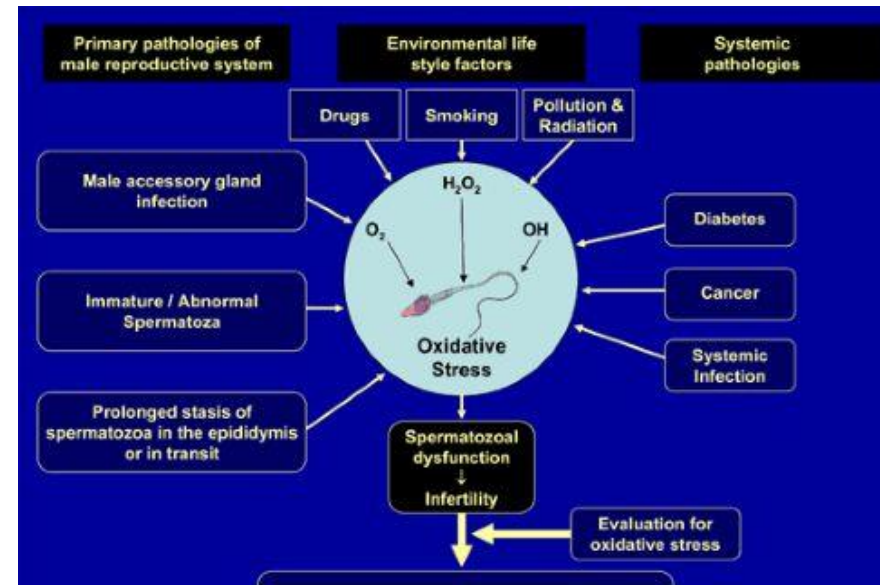 Primary pathologies of
male reproductive system
Environmental life
style factors
Systemic
pathologies
Drugs
Smoking
Pollution &
Radiation
Male accessory gland
infection
Immature / Abnormal
Spermatoza
Prolonged stasis of
spermatozoa in the epididymis
or in transit
O₂
H₂O₂
OH
Oxidative
Stress
Diabetes
Cancer
Systemic
Infection
Spermatozoal
dysfunction
↓
Infertility
Evaluation for
oxidative stress